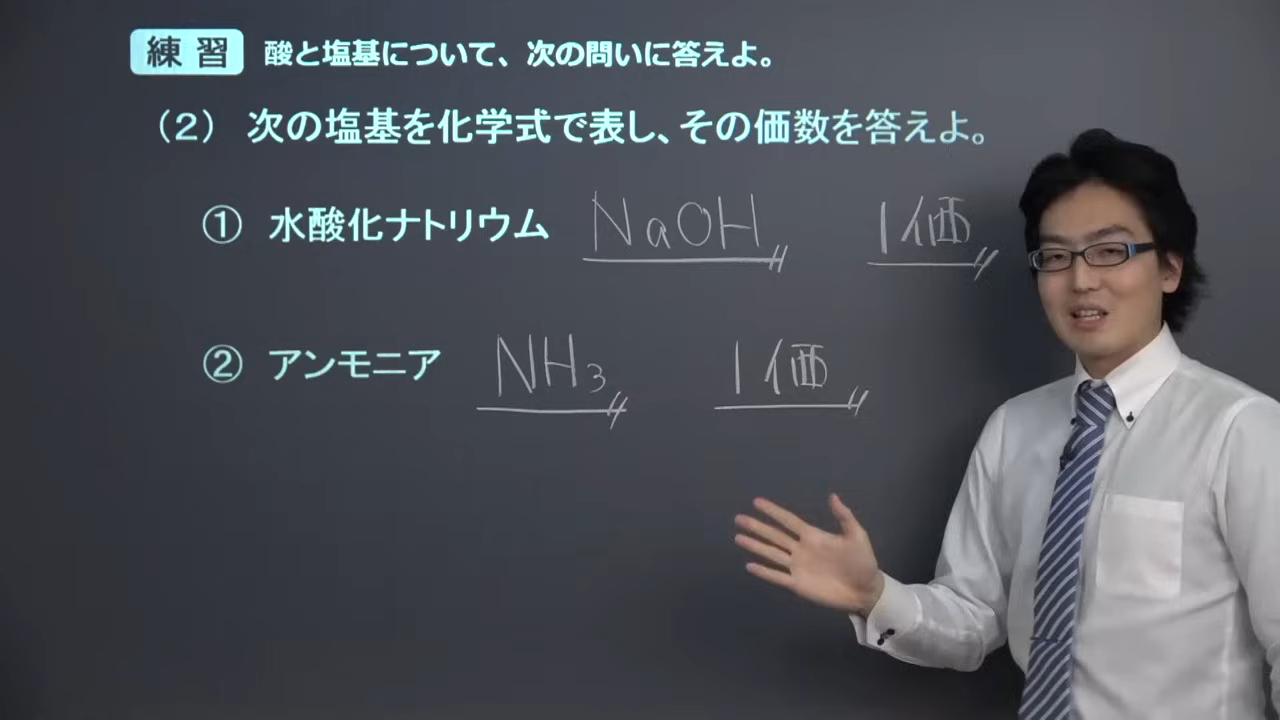 練習 酸と塩基について、次の問いに答えよ。
(2) 次の塩基を化学式で表し、その価数を答えよ。
① 水酸化ナトリウム NaOH 1価
② アンモニア NH₃ 1価